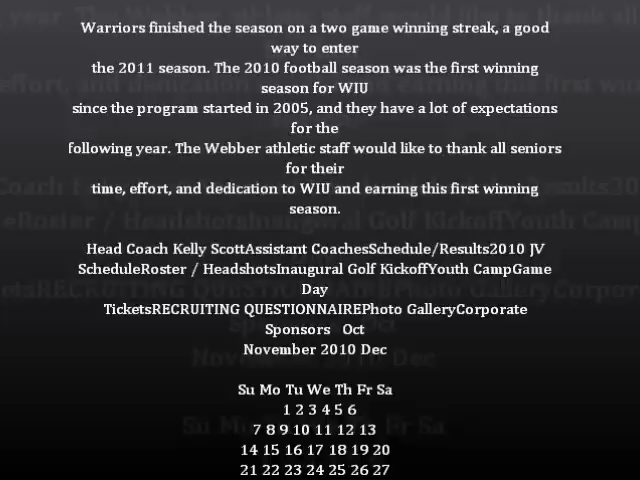 Warriors finished the season on a two game winning streak, a good
way to enter
the 2011 season. The 2010 football season was the first winning
season for WIU
since the program started in 2005, and they have a lot of expectations
for the
following year. The Webber athletic staff would like to thank all seniors
for their
time, effort, and dedication to WIU and earning this first winning
season.
Head Coach Kelly ScottAssistant CoachesSchedule/Results2010 JV
ScheduleRoster / HeadshotsInaugural Golf KickoffYouth CampGame
Day
TicketsRECRUITING QUESTIONNAIREPhoto GalleryCorporate
Sponsors Oct
November 2010 Dec
Su Mo Tu We Th Fr Sa
1 2 3 4 5 6
7 8 9 10 11 12 13
14 15 16 17 18 19 20
21 22 23 24 25 26 27